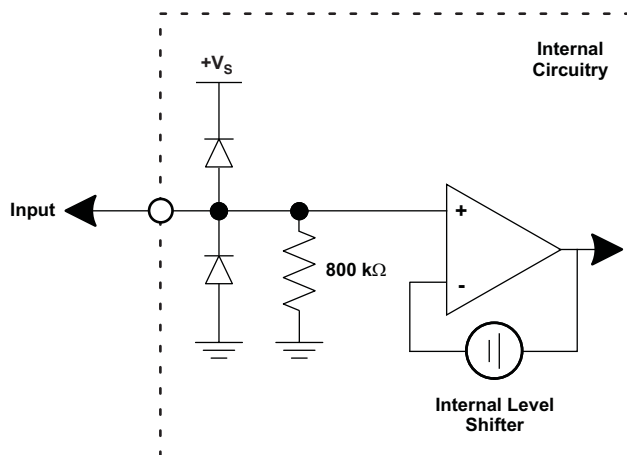 Internal
Circuitry
+VS
Input
+
800 kΩ
-
Internal Level
Shifter